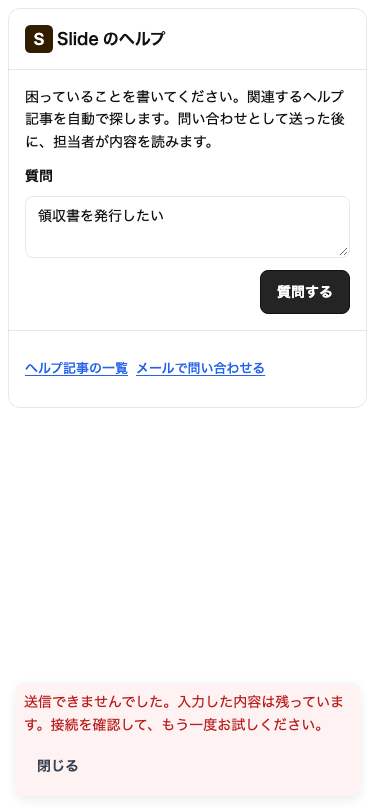 S Slide のヘルプ
困っていることを書いてください。関連するヘルプ
記事を自動で探します。問い合わせとして送った後
に、担当者が内容を読みます。
質問
領収書を発行したい
質問する
ヘルプ記事の一覧 メールで問い合わせる
送信できませんでした。入力した内容は残っていま
す。接続を確認して、もう一度お試しください。
閉じる